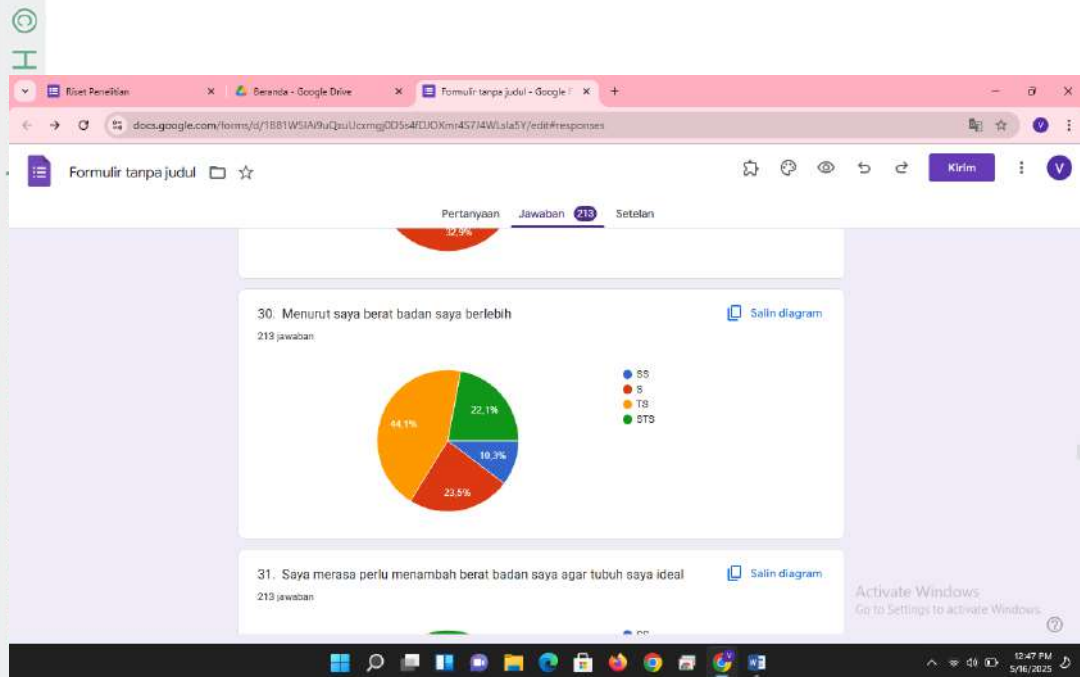 Riset Penelitian
Beranda - Google Drive
Formulir tanpa judul - Google F
Formulir tanpa judul
Kirim
V
Pertanyaan Jawaban 213 Setelan
32,9%
30. Menurut saya berat badan saya berlebih
Salin diagram
213 jawaban
SS
S
TS
STS
44,1%
22,1%
10,3%
23,5%
31. Saya merasa perlu menambah berat badan saya agar tubuh saya ideal
Salin diagram
213 jawaban
Activate Windows
Go to Settings to activate Windows.
12:47 PM
5/16/2025